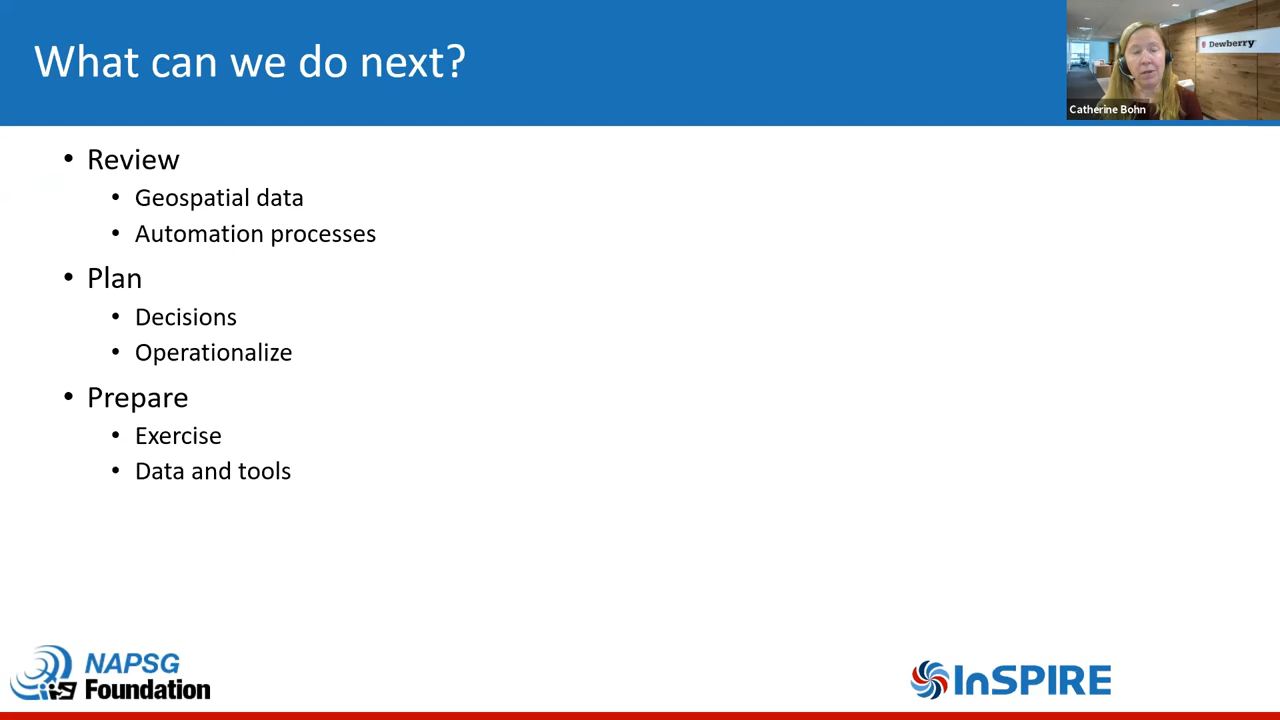 What can we do next?
Dewberry
Catherine Bohn
• Review
• Geospatial data
• Automation processes
• Plan
• Decisions
• Operationalize
• Prepare
• Exercise
• Data and tools
NAPSG
Foundation
InSPIRE